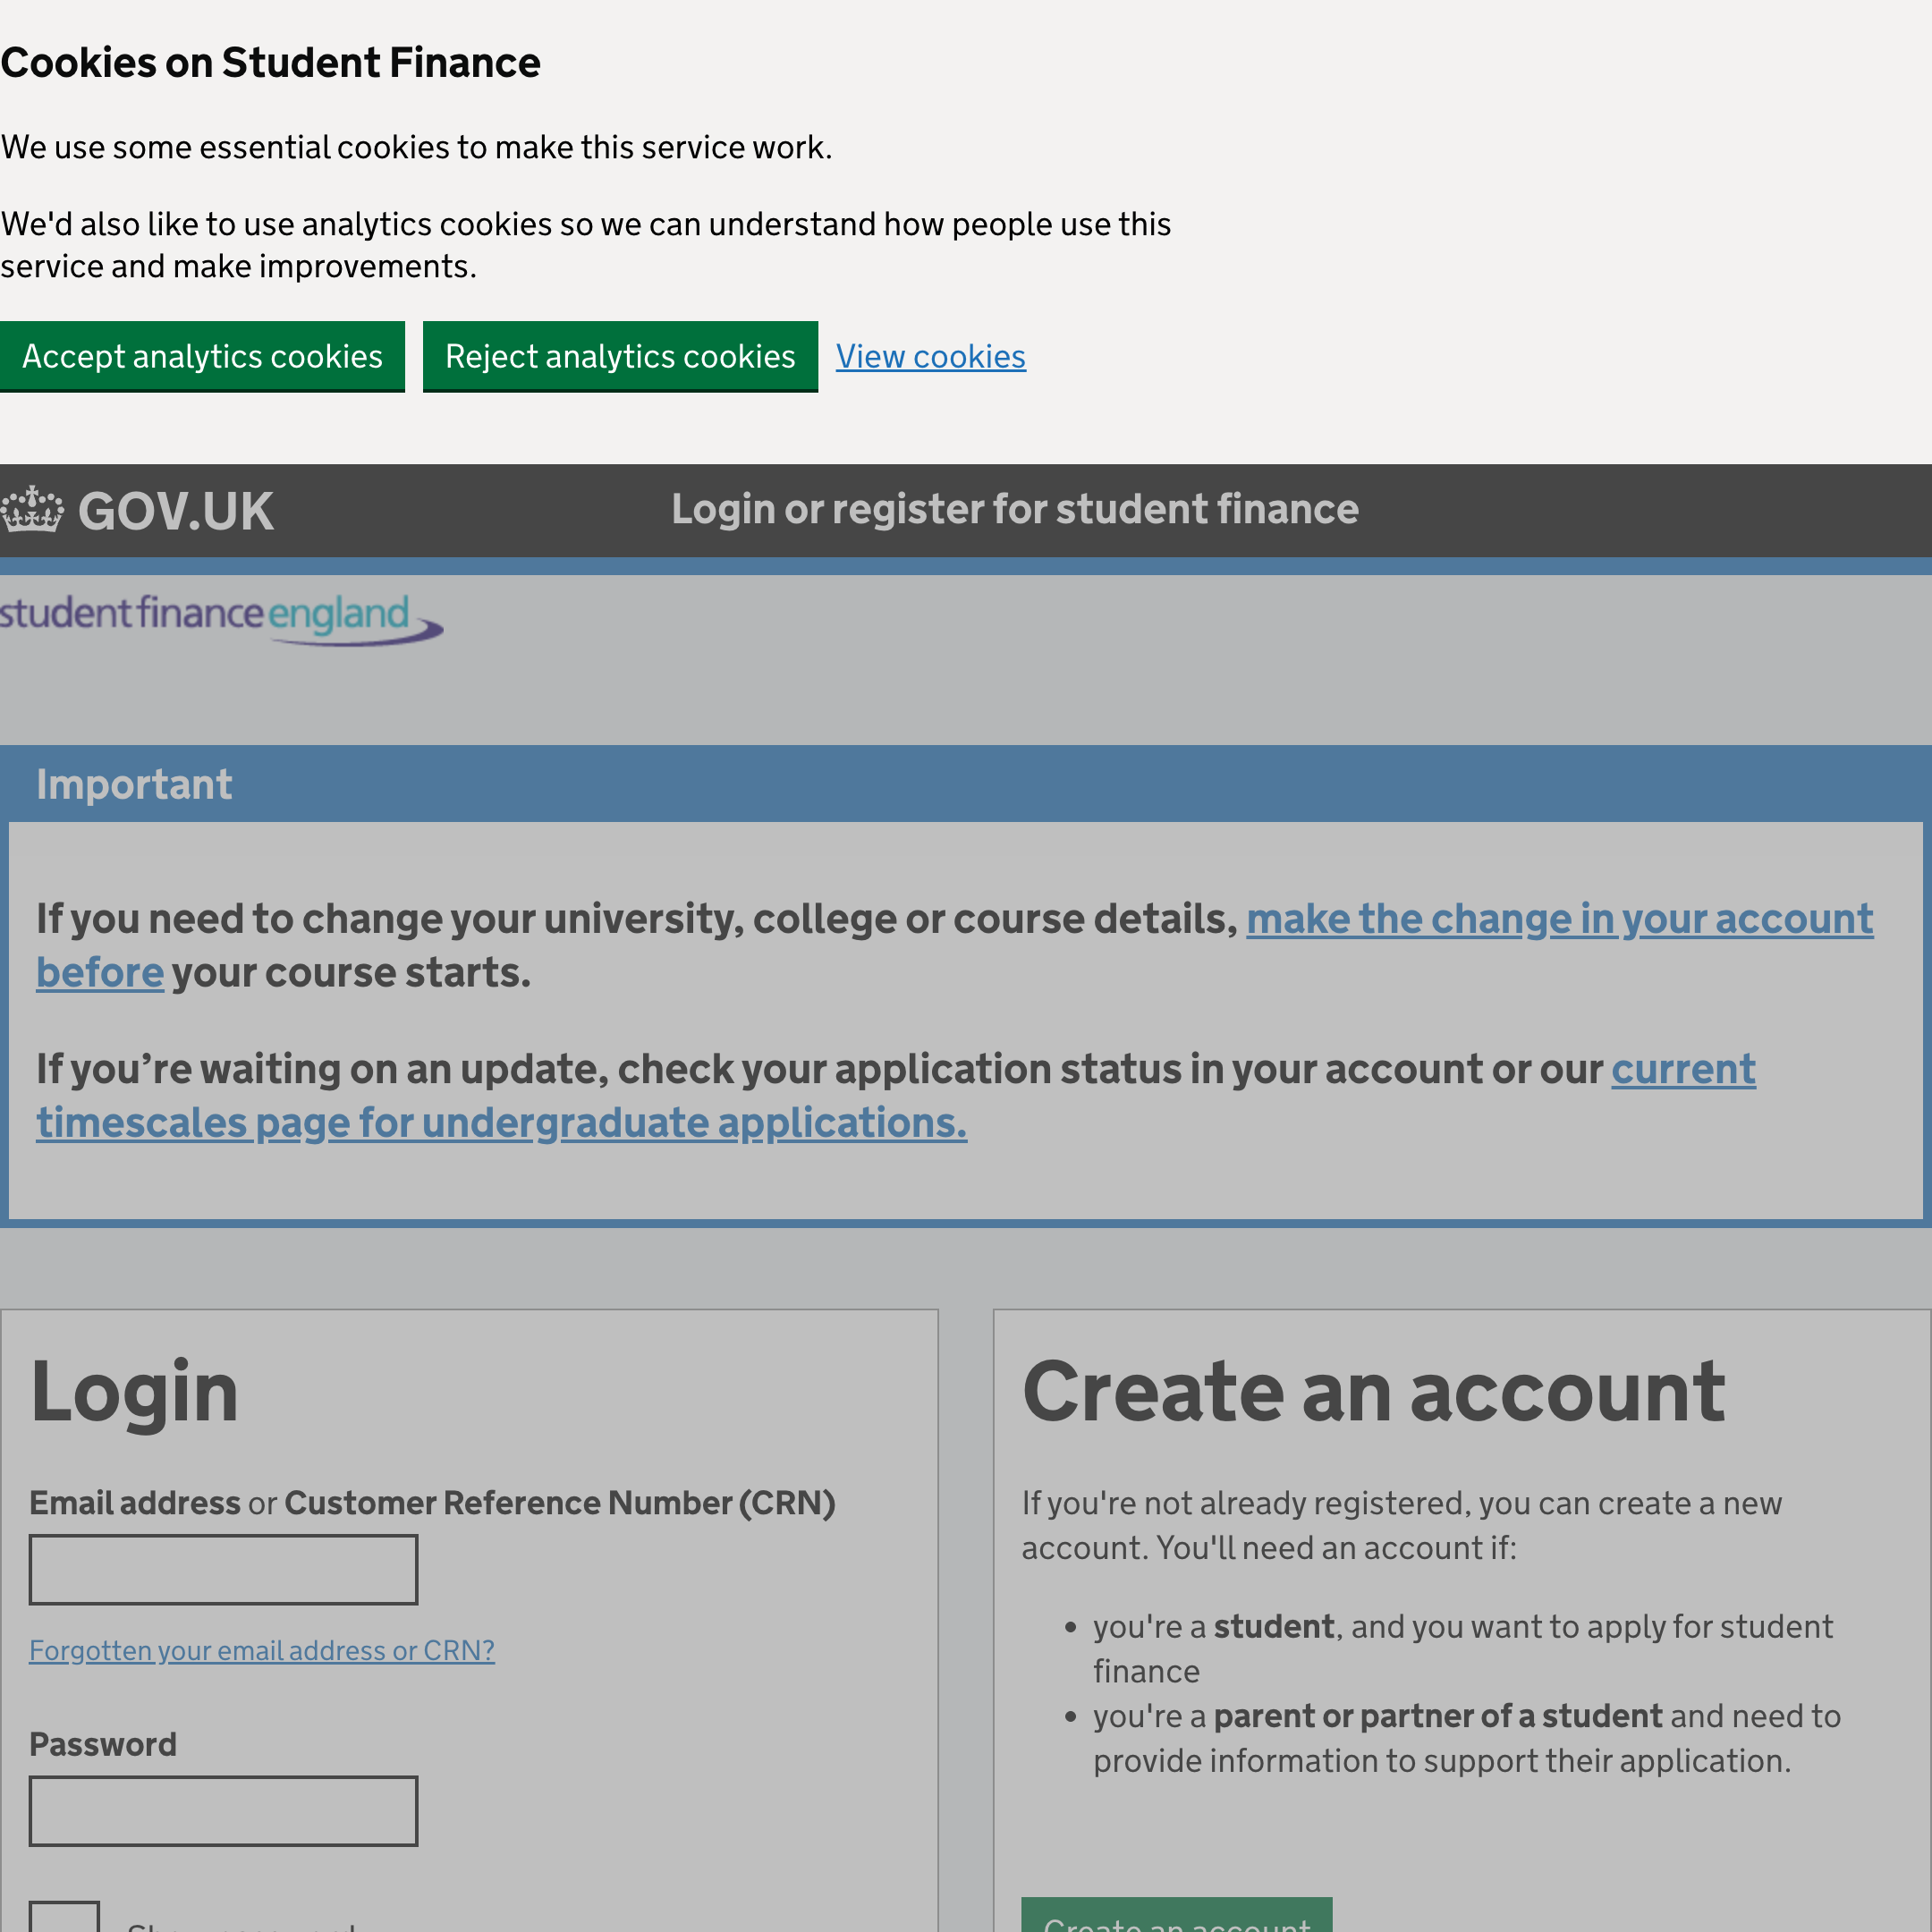 Cookies on Student Finance
We use some essential cookies to make this service work.
We'd also like to use analytics cookies so we can understand how people use this
service and make improvements.
Accept analytics cookies
Reject analytics cookies
View cookies
GOV.UK
Login or register for student finance
studentfinanceengland
Important
If you need to change your university, college or course details, make the change in your account
before your course starts.
If you’re waiting on an update, check your application status in your account or our current
timescales page for undergraduate applications.
Login
Email address or Customer Reference Number (CRN)
Forgotten your email address or CRN?
Password
Create an account
If you're not already registered, you can create a new
account. You'll need an account if:
• you're a student, and you want to apply for student
finance
• you're a parent or partner of a student and need to
provide information to support their application.
Create an account